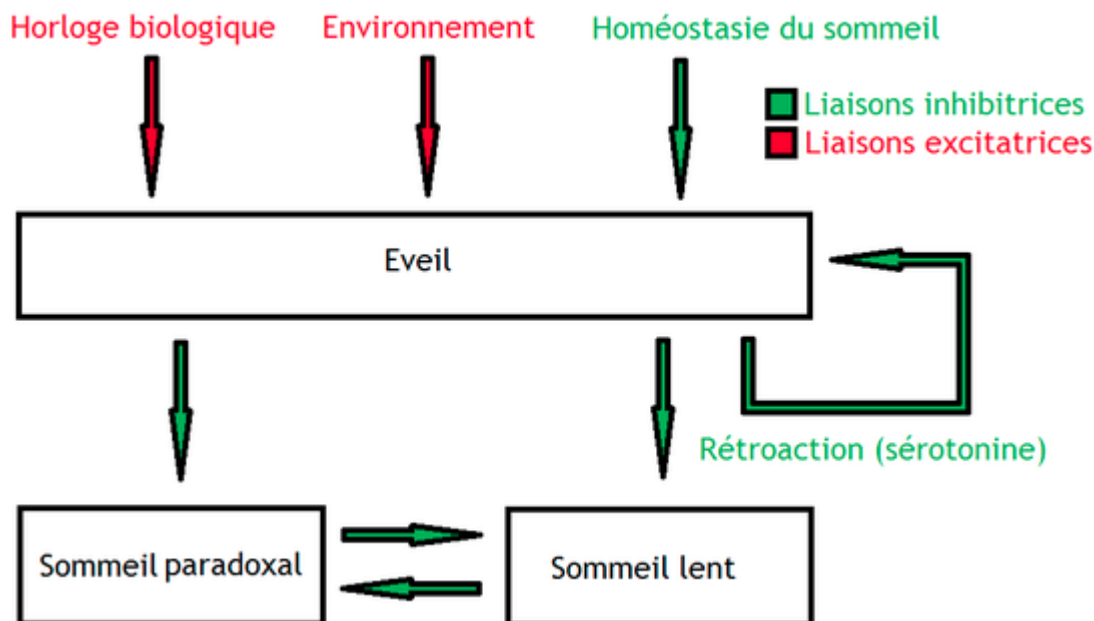 Horloge biologique
Environnement
Homéostasie du sommeil
Liaisons inhibitrices
Liaisons excitatrices
Eveil
Rétroaction (sérotonine)
Sommeil paradoxal
Sommeil lent